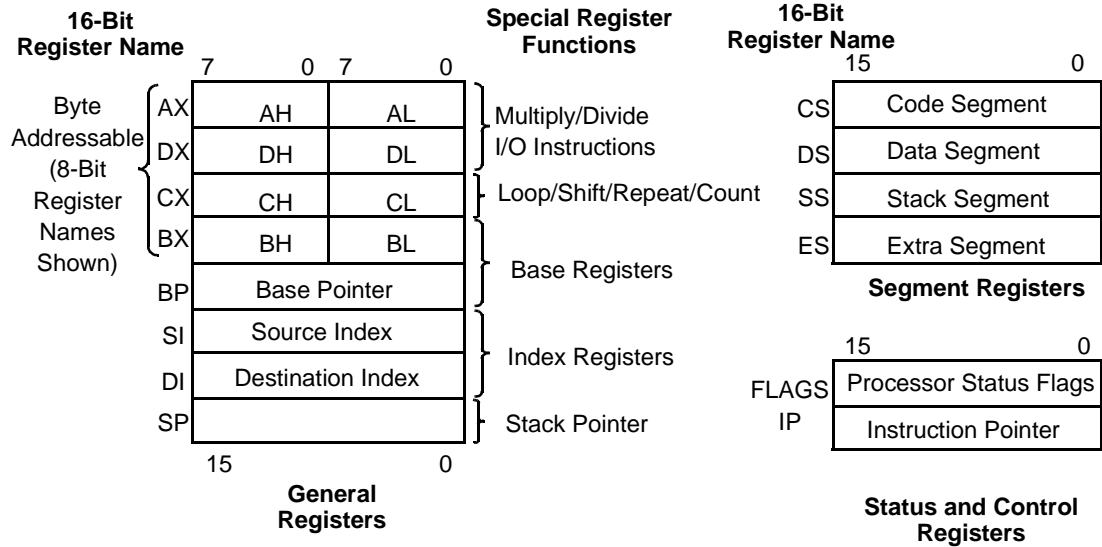 16-Bit
Register Name
Special Register
Functions
16-Bit
Register Name
7 0 7 0
15 0
Byte
Addressable
(8-Bit
Register
Names
Shown)
AX AH AL
DX DH DL
CX CH CL
BX BH BL
BP Base Pointer
SI Source Index
DI Destination Index
SP
15 0
General
Registers
Multiply/Divide
I/O Instructions
Loop/Shift/Repeat/Count
Base Registers
Index Registers
Stack Pointer
CS Code Segment
DS Data Segment
SS Stack Segment
ES Extra Segment
Segment Registers
15 0
FLAGS Processor Status Flags
IP Instruction Pointer
Status and Control
Registers